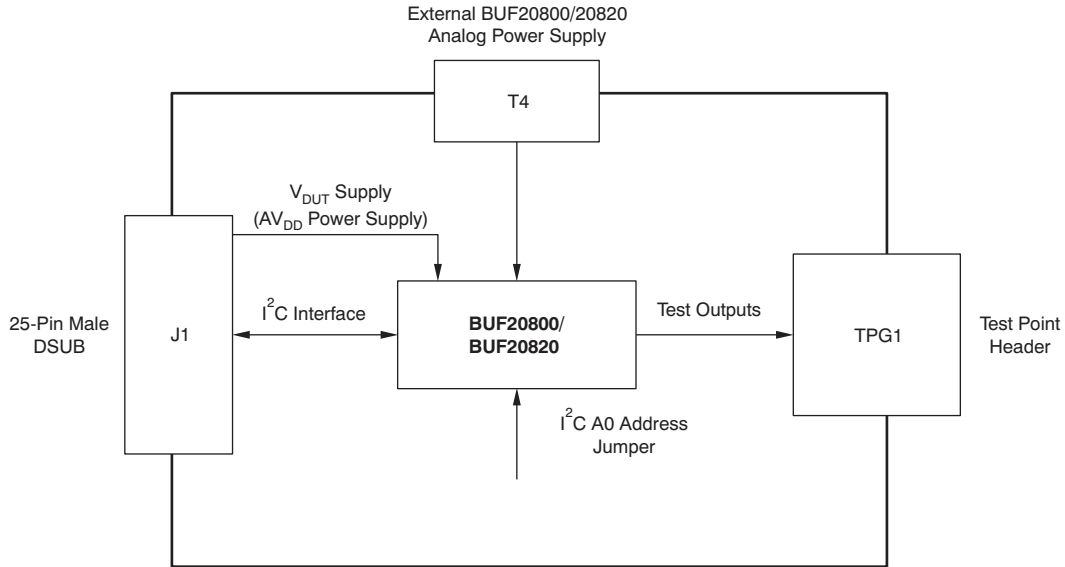 External BUF20800/20820
Analog Power Supply
T4
V_DUT Supply
(AV_DD Power Supply)
25-Pin Male
DSUB
J1
I²C Interface
BUF20800/
BUF20820
Test Outputs
TPG1
Test Point
Header
I²C A0 Address
Jumper